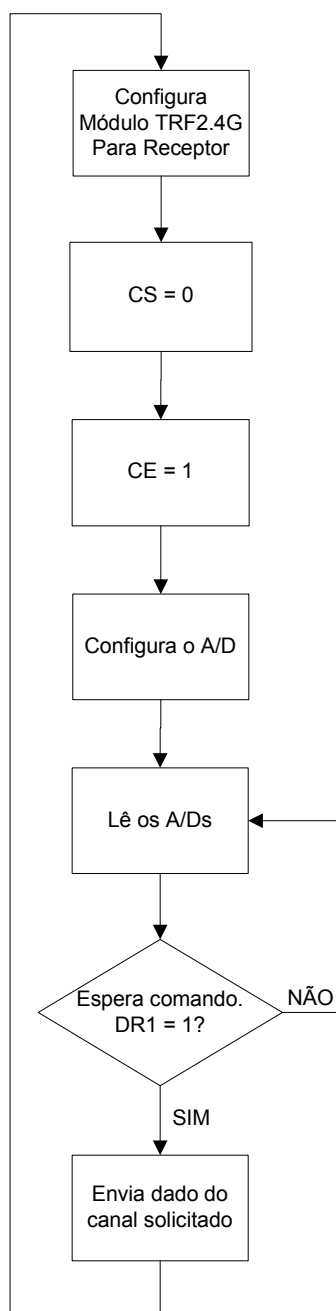 Configura
Módulo TRF2.4G
Para Receptor
CS = 0
CE = 1
Configura o A/D
Lê os A/Ds
Espera comando.
DR1 = 1?
NÃO
SIM
Envia dado do
canal solicitado